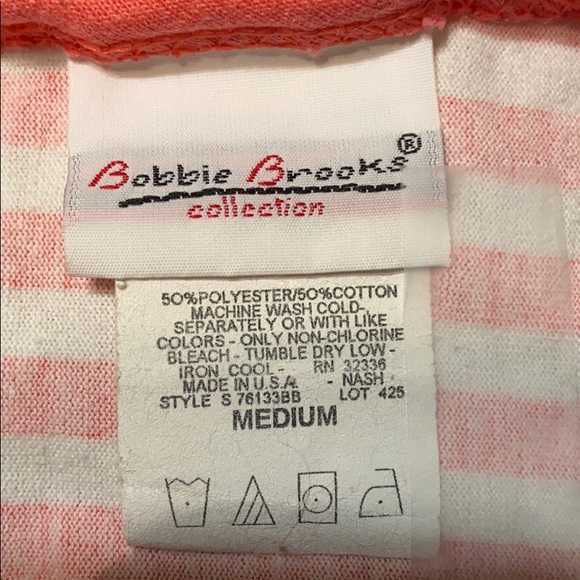 Bobbie Brooks®
collection
50%POLYESTER/50%COTTON
MACHINE WASH COLD-
SEPARATELY OR WITH LIKE
COLORS - ONLY NON-CHLORINE
BLEACH - TUMBLE DRY LOW -
IRON COOL - RN 32336
MADE IN U.S.A. - NASH
STYLE S 76133BB LOT 425
MEDIUM